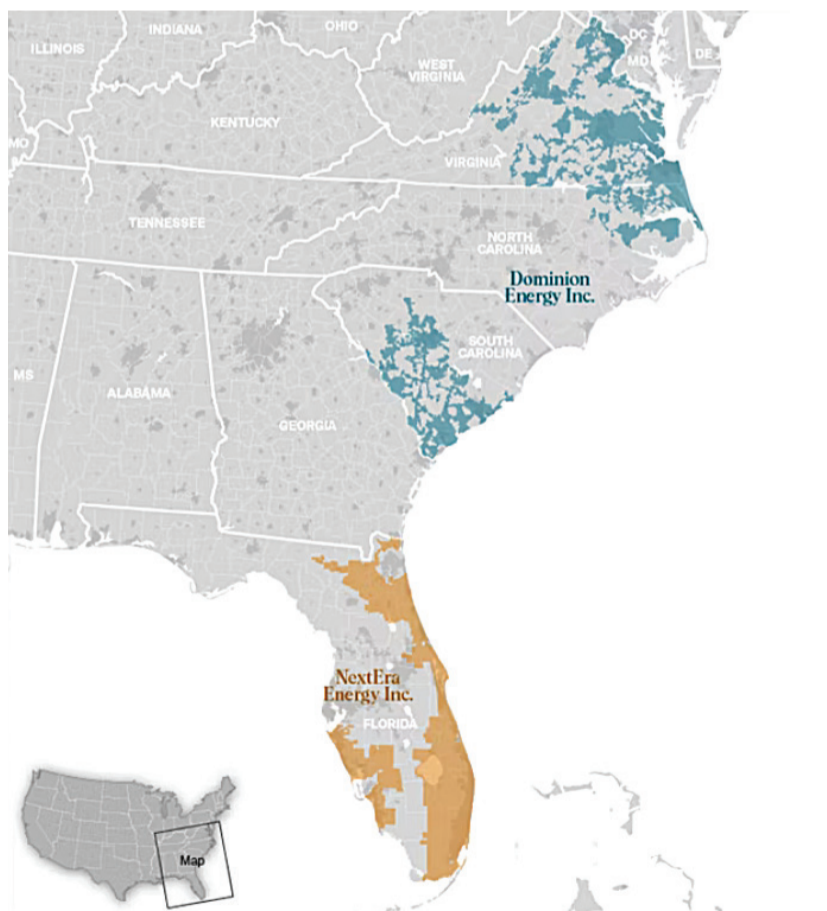 INDIANA
OHIO
ILLINOIS
DC
MD
DE
WEST
VIRGINIA
KENTUCKY
MO
VIRGINIA
TENNESSEE
NORTH
CAROLINA
Dominion
Energy Inc.
SOUTH
CAROLINA
MS
ALABAMA
GEORGIA
NextEra
Energy Inc.
FLORIDA
Map